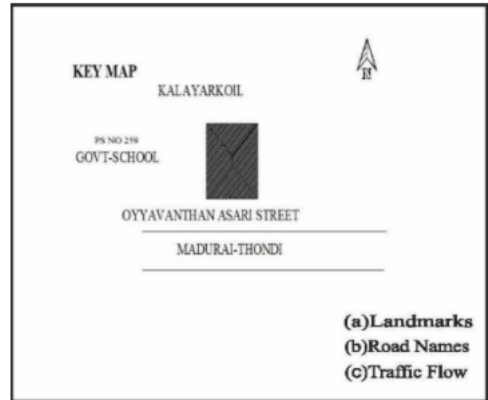 N
KEY MAP
KALAYARKOIL
PS NO 259
GOVT-SCHOOL
OYYAVANTHAN ASARI STREET
MADURAI-THONDI
(a)Landmarks
(b)Road Names
(c)Traffic Flow